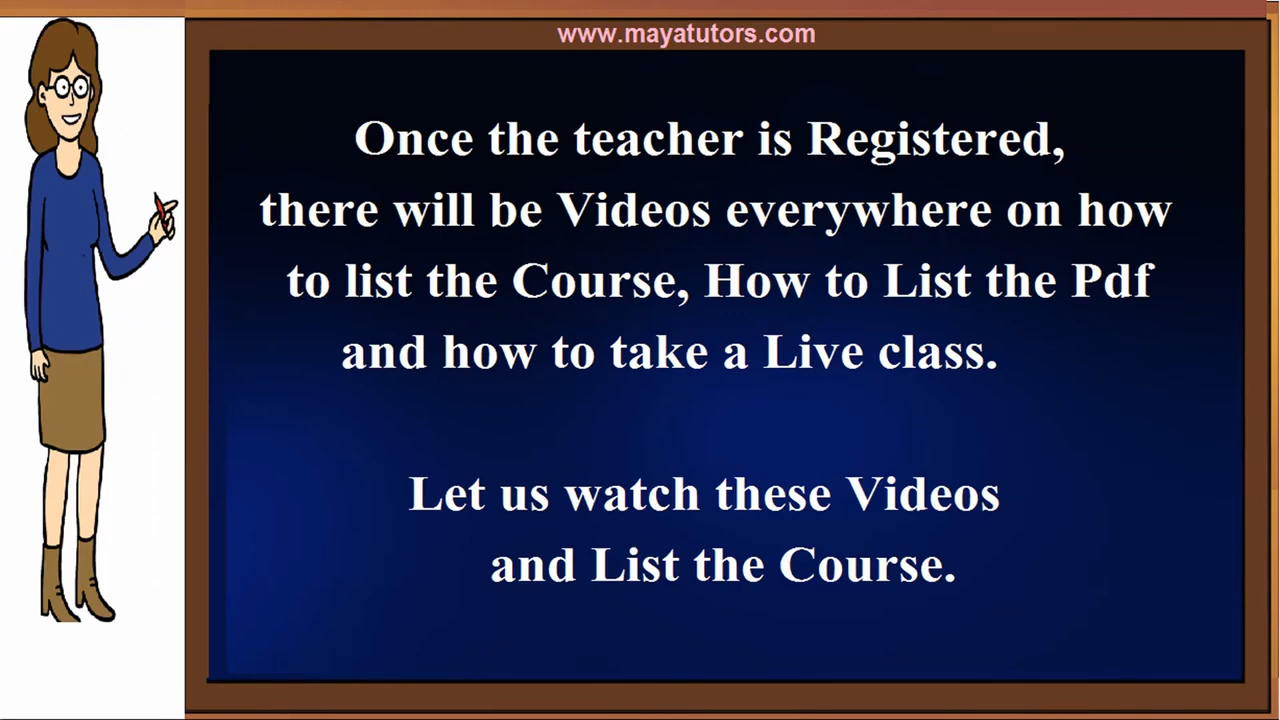 www.mayatutors.com
Once the teacher is Registered,
there will be Videos everywhere on how
to list the Course, How to List the Pdf
and how to take a Live class.
Let us watch these Videos
and List the Course.